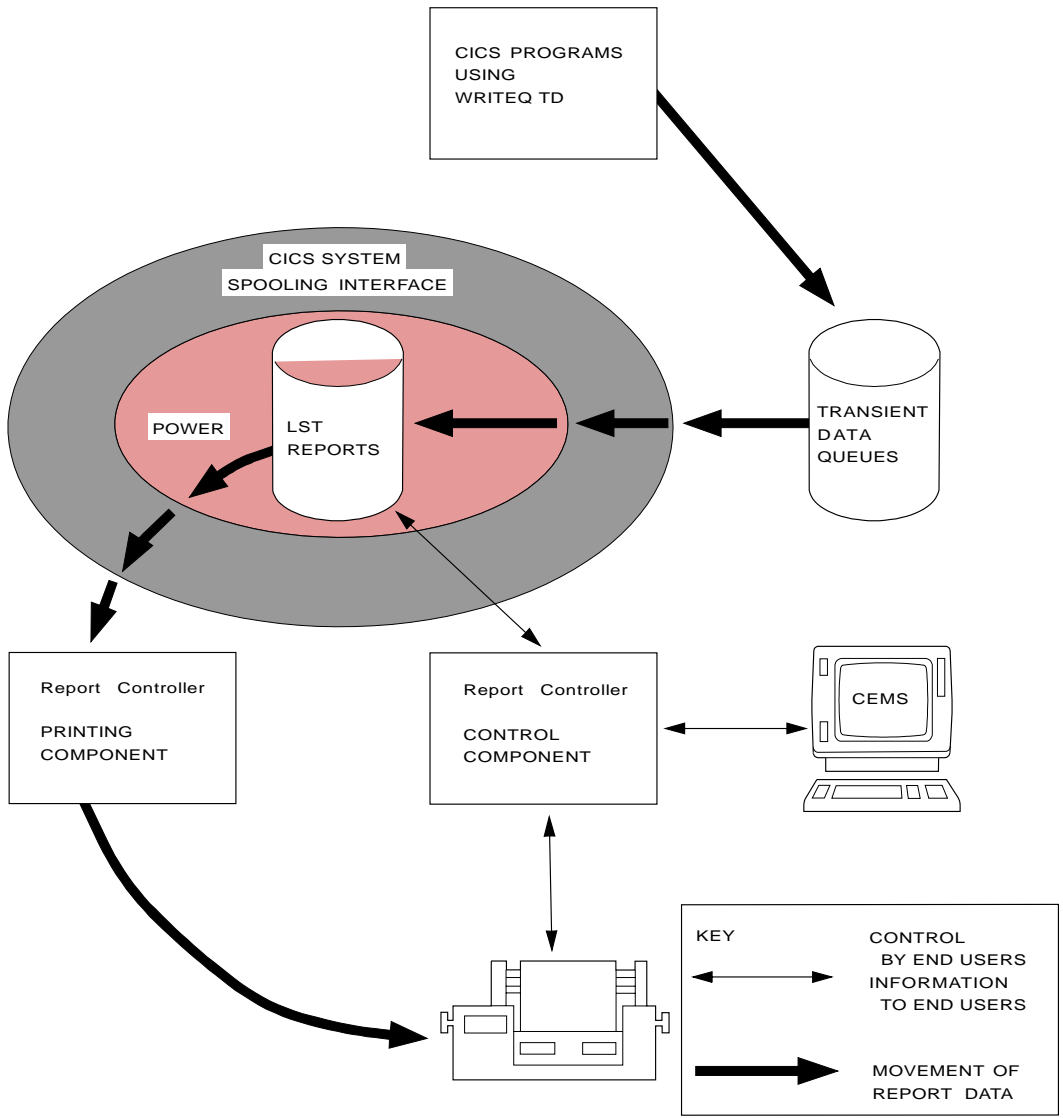 CICS PROGRAMS
USING
WRITEQ TD
CICS SYSTEM
SPOOLING INTERFACE
POWER
LST
REPORTS
TRANSIENT
DATA
QUEUES
Report Controller
PRINTING
COMPONENT
Report Controller
CONTROL
COMPONENT
CEMS
KEY
CONTROL
BY END USERS
INFORMATION
TO END USERS
MOVEMENT OF
REPORT DATA